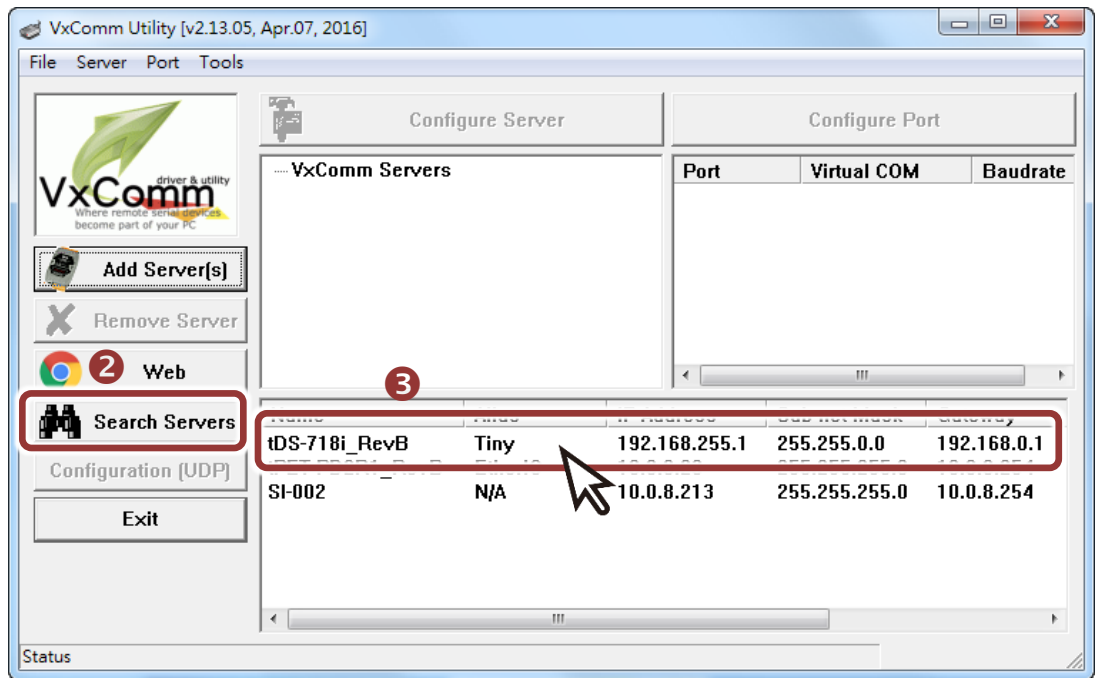 VxComm Utility [v2.13.05, Apr.07, 2016]
File Server Port Tools
VxComm
driver & utility
Where remote serial devices
become part of your PC
Configure Server
Configure Port
VxComm Servers
Port Virtual COM Baudrate
Add Server(s)
Remove Server
2 Web
3
Search Servers
tDS-718i_RevB Tiny 192.168.255.1 255.255.0.0 192.168.0.1
Configuration (UDP)
SI-002 N/A 10.0.8.213 255.255.255.0 10.0.8.254
Exit
Status